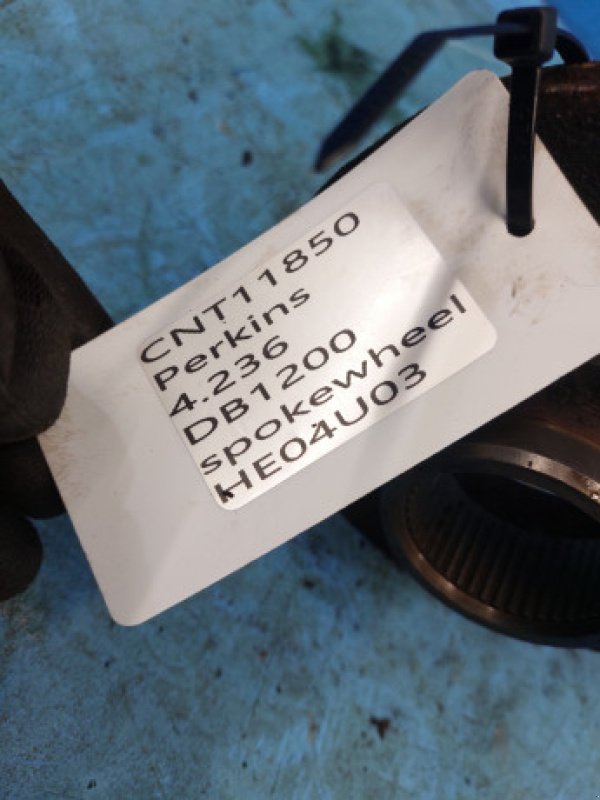 CNT11850
Perkins
4.236
DB1200
spokewheel
HE04U03